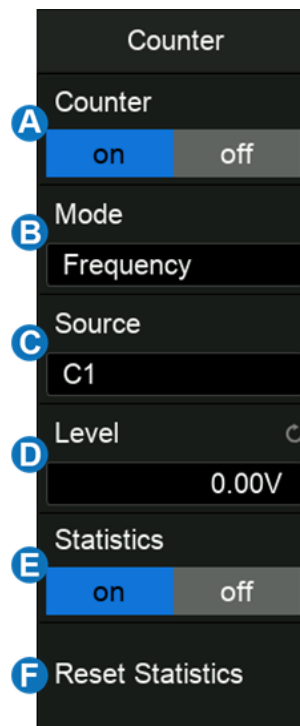 Counter
A
Counter
on off
B
Mode
Frequency
C
Source
C1
D
Level
0.00V
E
Statistics
on off
F
Reset Statistics